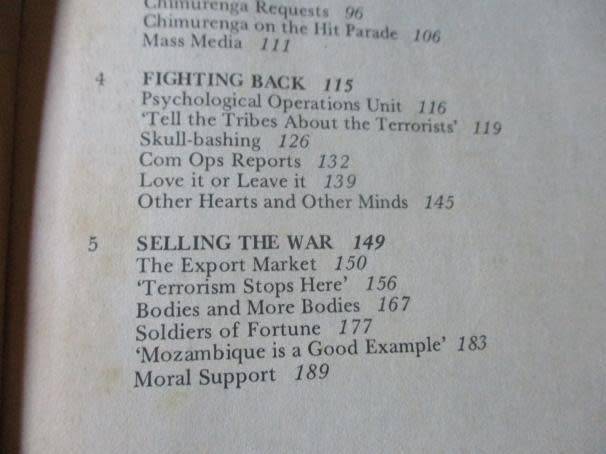 Chimurenga Requests 96
Chimurenga on the Hit Parade 106
Mass Media 111
4 FIGHTING BACK 115
Psychological Operations Unit 116
‘Tell the Tribes About the Terrorists’ 119
Skull-bashing 126
Com Ops Reports 132
Love it or Leave it 139
Other Hearts and Other Minds 145
5 SELLING THE WAR 149
The Export Market 150
‘Terrorism Stops Here’ 156
Bodies and More Bodies 167
Soldiers of Fortune 177
‘Mozambique is a Good Example’ 183
Moral Support 189